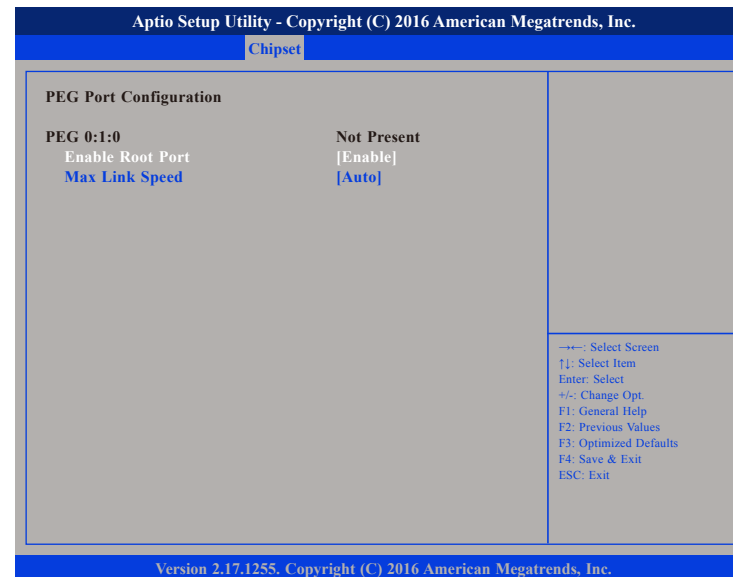 Aptio Setup Utility - Copyright (C) 2016 American Megatrends, Inc.
Chipset
PEG Port Configuration
PEG 0:1:0 Not Present
Enable Root Port [Enable]
Max Link Speed [Auto]
→←: Select Screen
↑↓: Select Item
Enter: Select
+/-: Change Opt.
F1: General Help
F2: Previous Values
F3: Optimized Defaults
F4: Save & Exit
ESC: Exit
Version 2.17.1255. Copyright (C) 2016 American Megatrends, Inc.